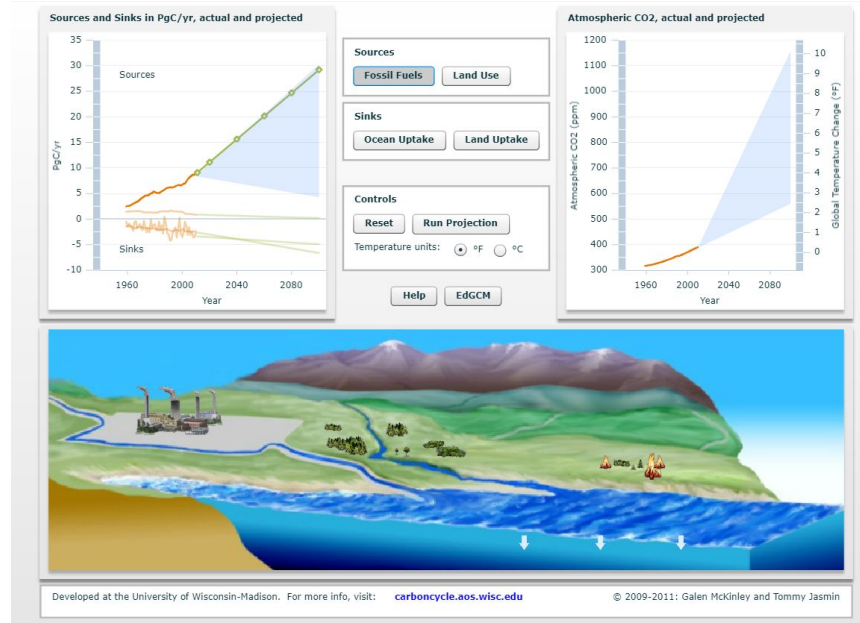 Sources and Sinks in PgC/yr, actual and projected
35
30
25
20
15
10
5
0
-5
-10
PgC/yr
Sources
Sinks
1960
2000
2040
2080
Year
Sources
Fossil Fuels
Land Use
Sinks
Ocean Uptake
Land Uptake
Controls
Reset
Run Projection
Temperature units:
°F
°C
Help
EdGCM
Atmospheric CO2, actual and projected
1200
1100
1000
900
800
700
600
500
400
300
Atmospheric CO2 (ppm)
10
9
8
7
6
5
4
3
2
1
0
Global Temperature Change (°F)
1960
2000
2040
2080
Year
Developed at the University of Wisconsin-Madison. For more info, visit: carboncycle.aos.wisc.edu
© 2009-2011: Galen McKinley and Tommy Jasmin